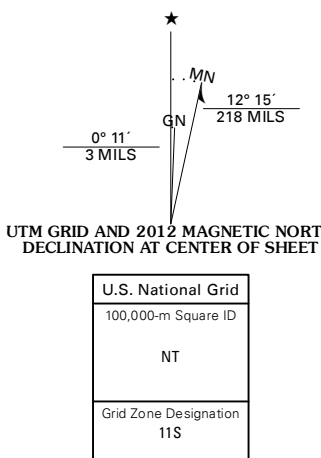 ★
MN
GN
12° 15´
218 MILS
0° 11´
3 MILS
UTM GRID AND 2012 MAGNETIC NORT
DECLINATION AT CENTER OF SHEET
U.S. National Grid
100,000-m Square ID
NT
Grid Zone Designation
11S